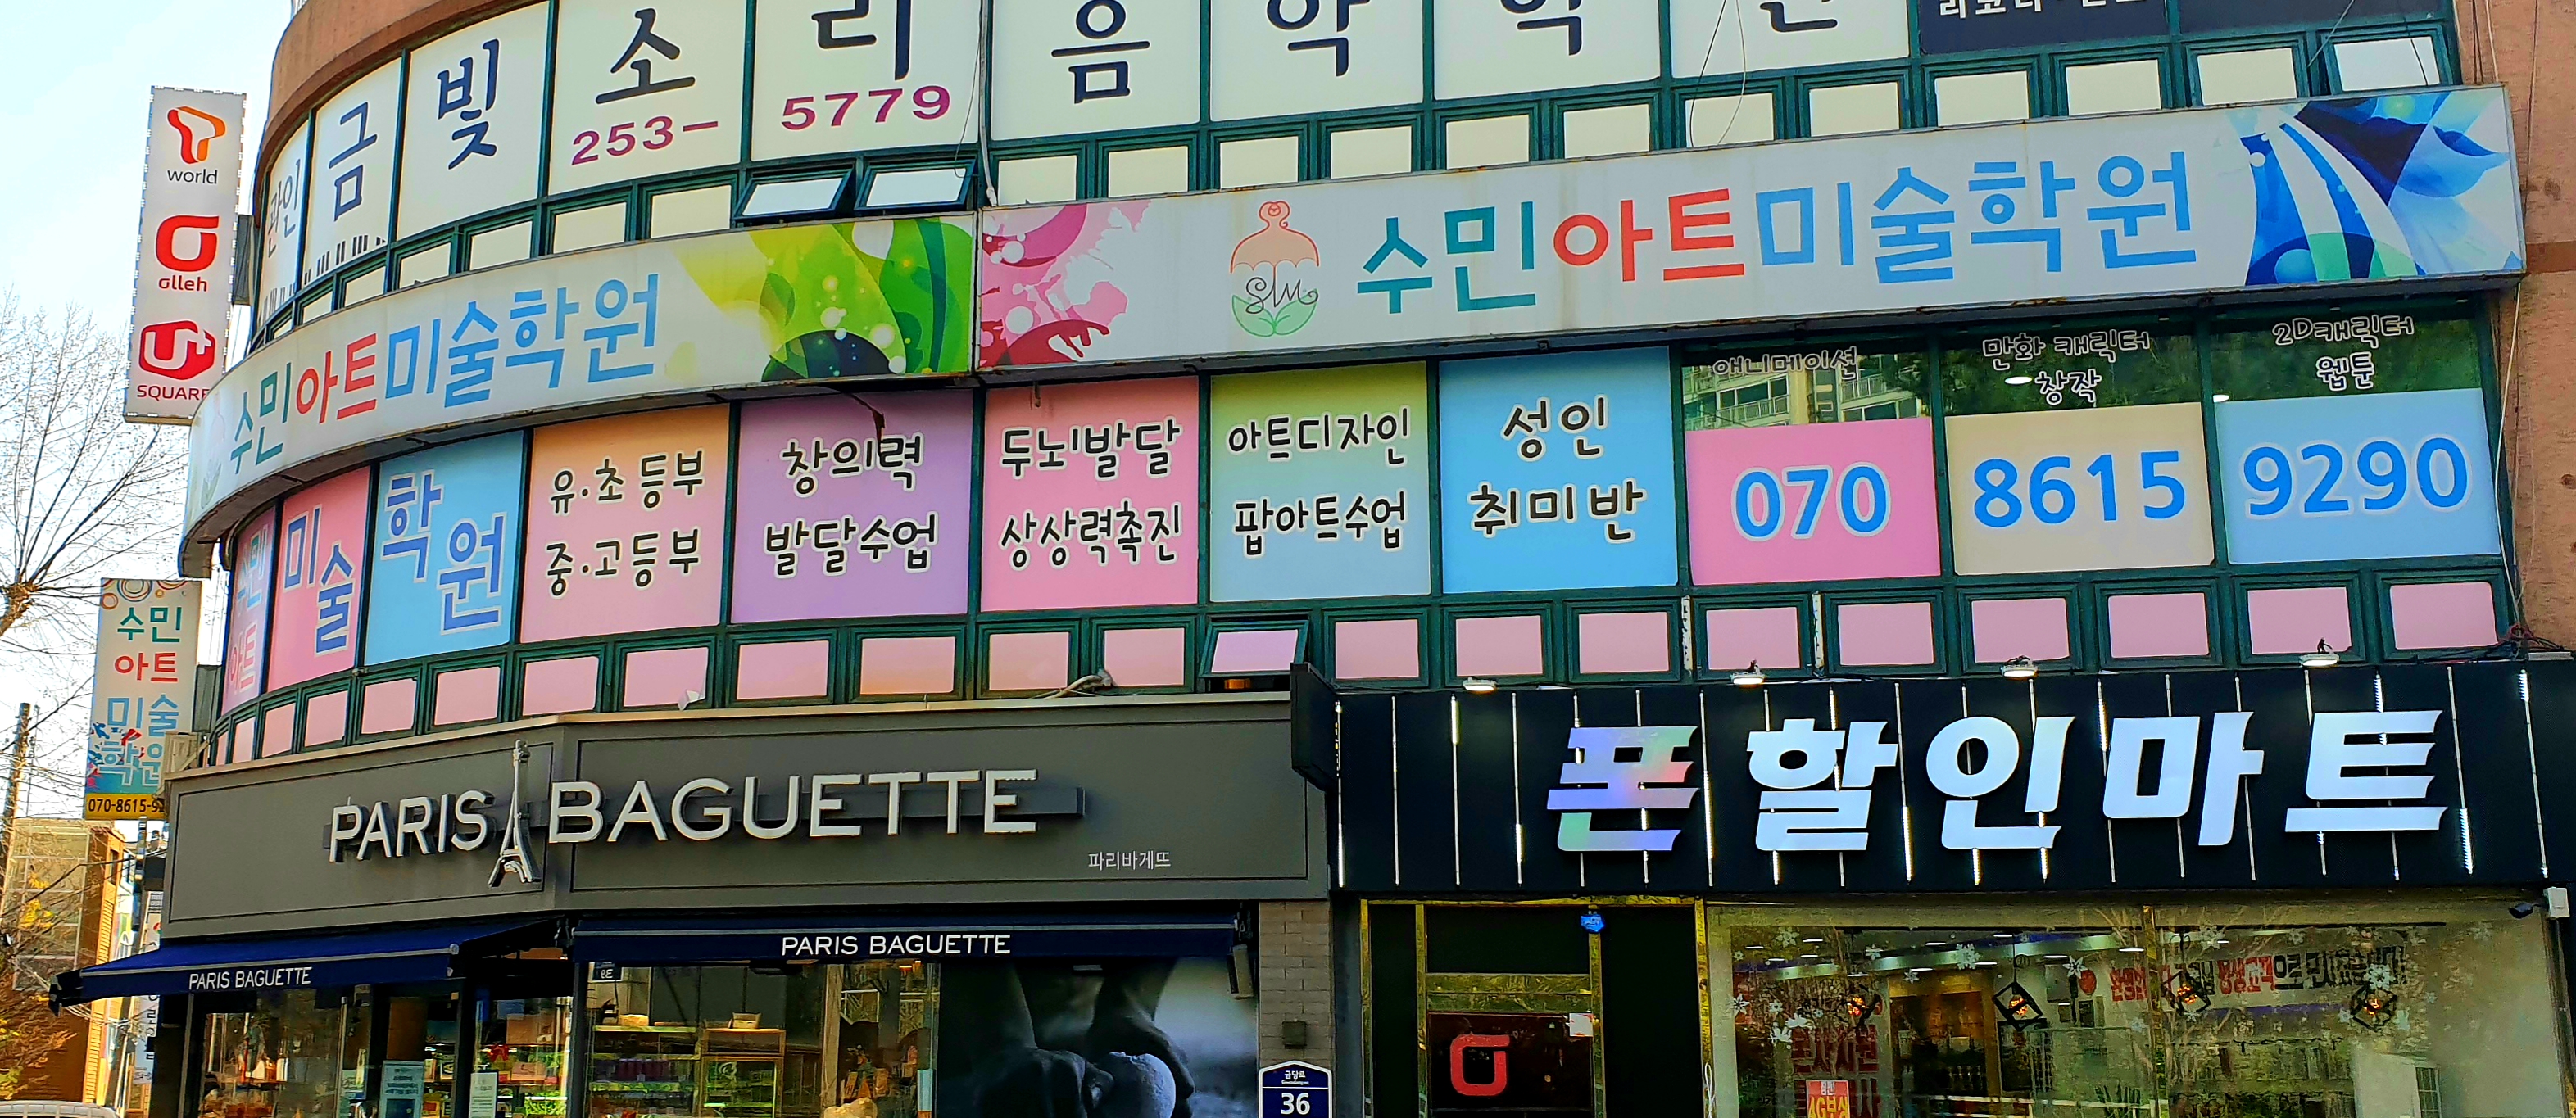 금빛소리음악학원
253-5779
T world
olleh
U+
SQUARE
수민아트미술학원
수민아트미술학원
애니메이션
만화 캐릭터
창작
2D캐릭터
웹툰
수민
아트
미술
학원
유·초등부
중·고등부
창의력
발달수업
두뇌발달
상상력촉진
아트디자인
팝아트수업
성인
취미반
070
8615
9290
수민
아트
미술
학원
PARIS BAGUETTE
파리바게뜨
폰할인마트
PARIS BAGUETTE
PARIS BAGUETTE
금당로
36